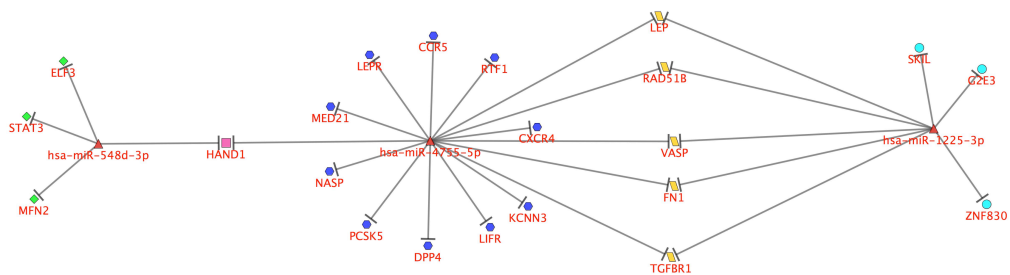 LEP
CCR5
SKIL
LEPR
RTF1
ELF3
RAD51B
G2E3
MED21
STAT3
CXCR4
hsa-miR-548d-3p
HAND1
hsa-miR-4755-5p
VASP
hsa-miR-1225-3p
NASP
FN1
MFN2
KCNN3
ZNF830
PCSK5
LIFR
DPP4
TGFBR1